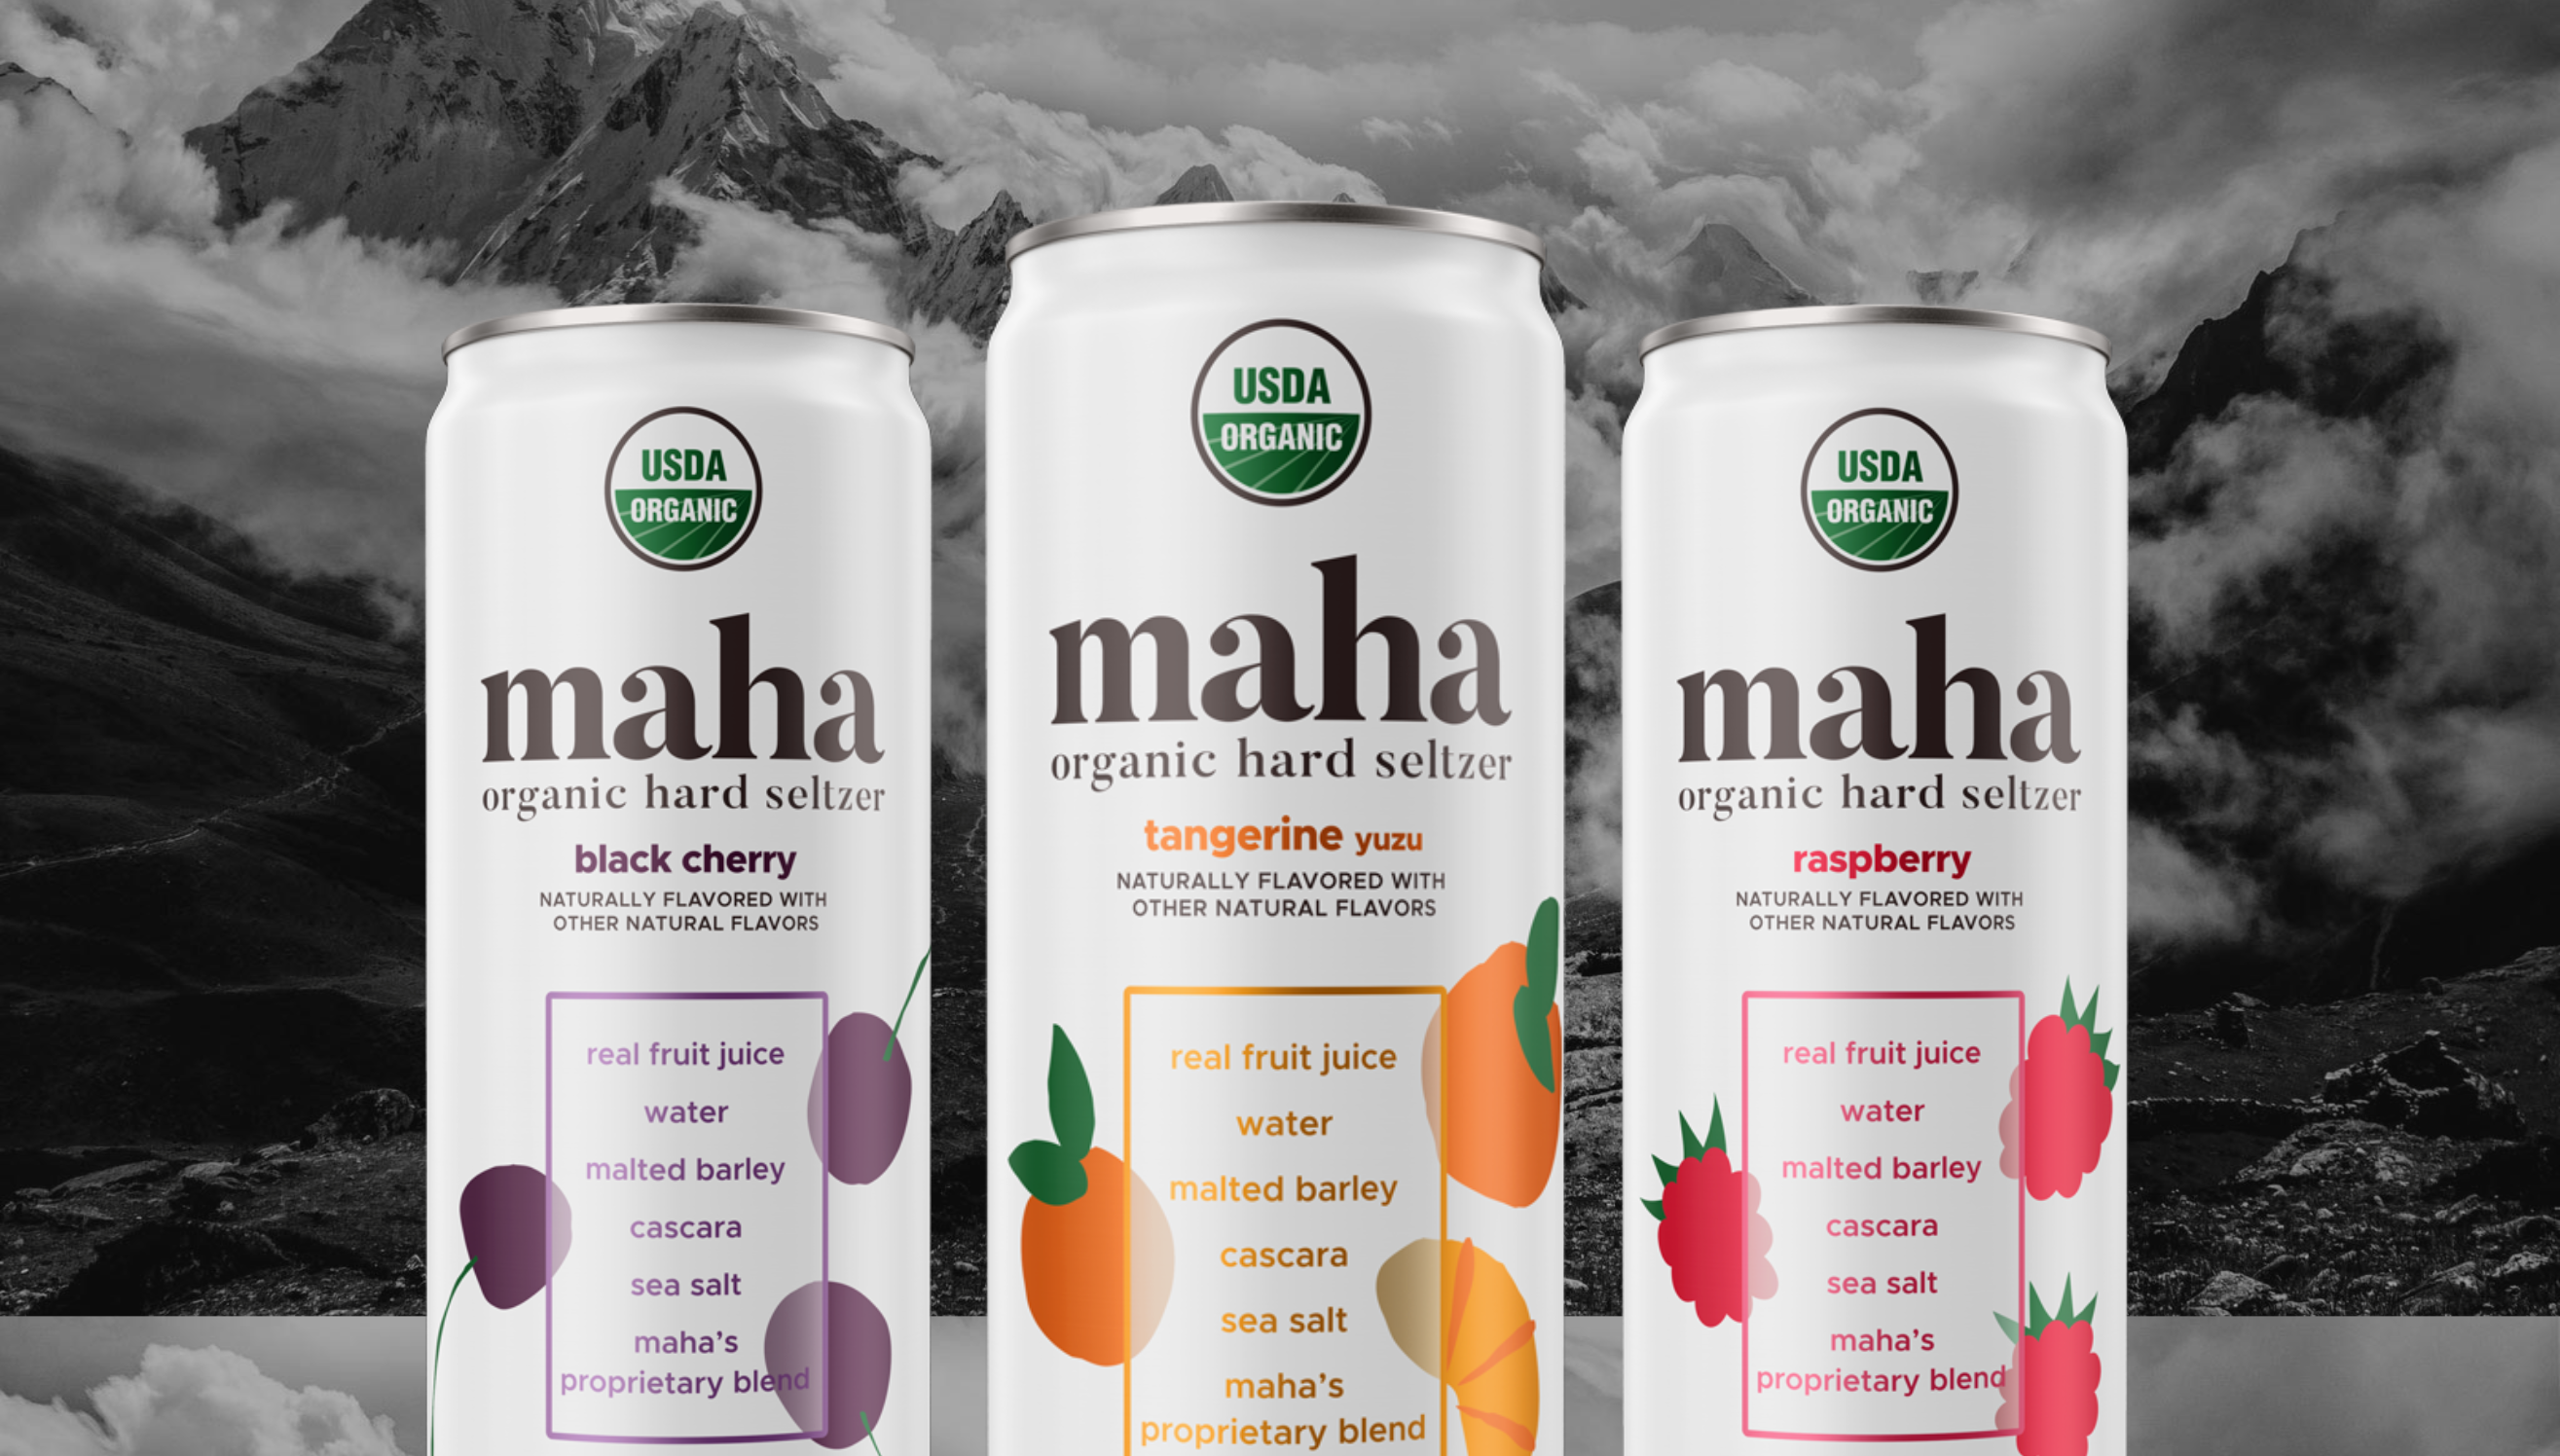 USDA
ORGANIC
maha
organic hard seltzer
black cherry
NATURALLY FLAVORED WITH
OTHER NATURAL FLAVORS
real fruit juice
water
malted barley
cascara
sea salt
maha's
proprietary blend
USDA
ORGANIC
maha
organic hard seltzer
tangerine yuzu
NATURALLY FLAVORED WITH
OTHER NATURAL FLAVORS
real fruit juice
water
malted barley
cascara
sea salt
maha's
proprietary blend
USDA
ORGANIC
maha
organic hard seltzer
raspberry
NATURALLY FLAVORED WITH
OTHER NATURAL FLAVORS
real fruit juice
water
malted barley
cascara
sea salt
maha's
proprietary blend